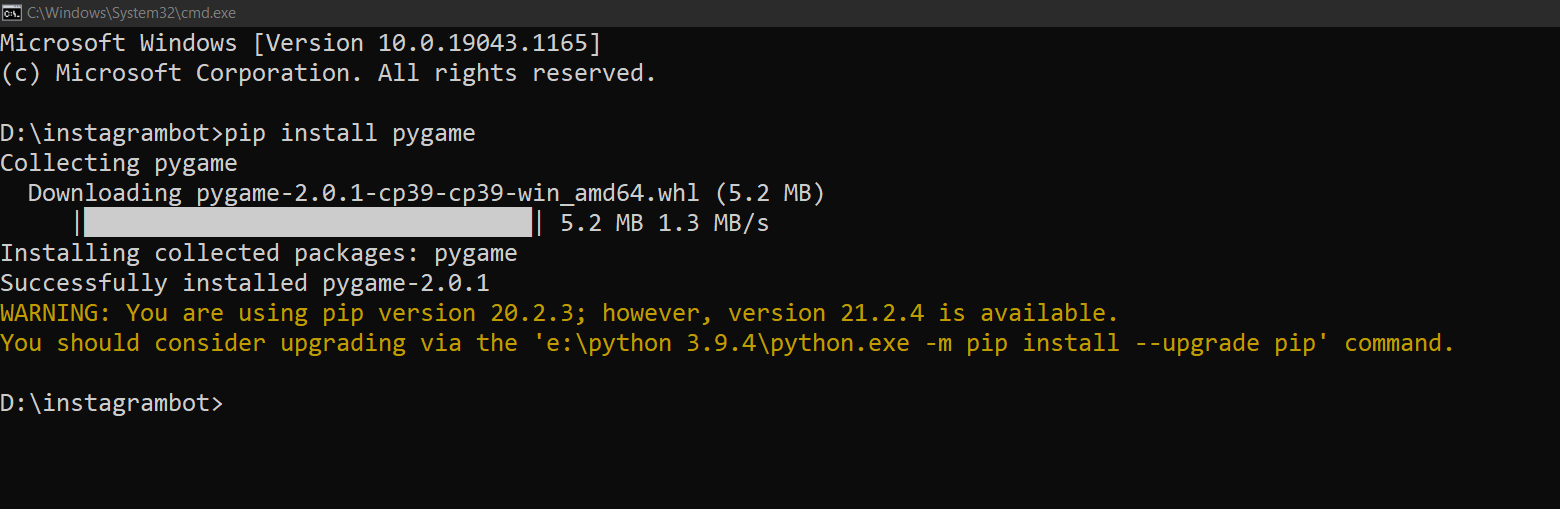 C:\Windows\System32\cmd.exe
Microsoft Windows [Version 10.0.19043.1165]
(c) Microsoft Corporation. All rights reserved.
D:\instagrambot>pip install pygame
Collecting pygame
  Downloading pygame-2.0.1-cp39-cp39-win_amd64.whl (5.2 MB)
     |████████████████████████████████| 5.2 MB 1.3 MB/s
Installing collected packages: pygame
Successfully installed pygame-2.0.1
WARNING: You are using pip version 20.2.3; however, version 21.2.4 is available.
You should consider upgrading via the 'e:\python 3.9.4\python.exe -m pip install --upgrade pip' command.
D:\instagrambot>